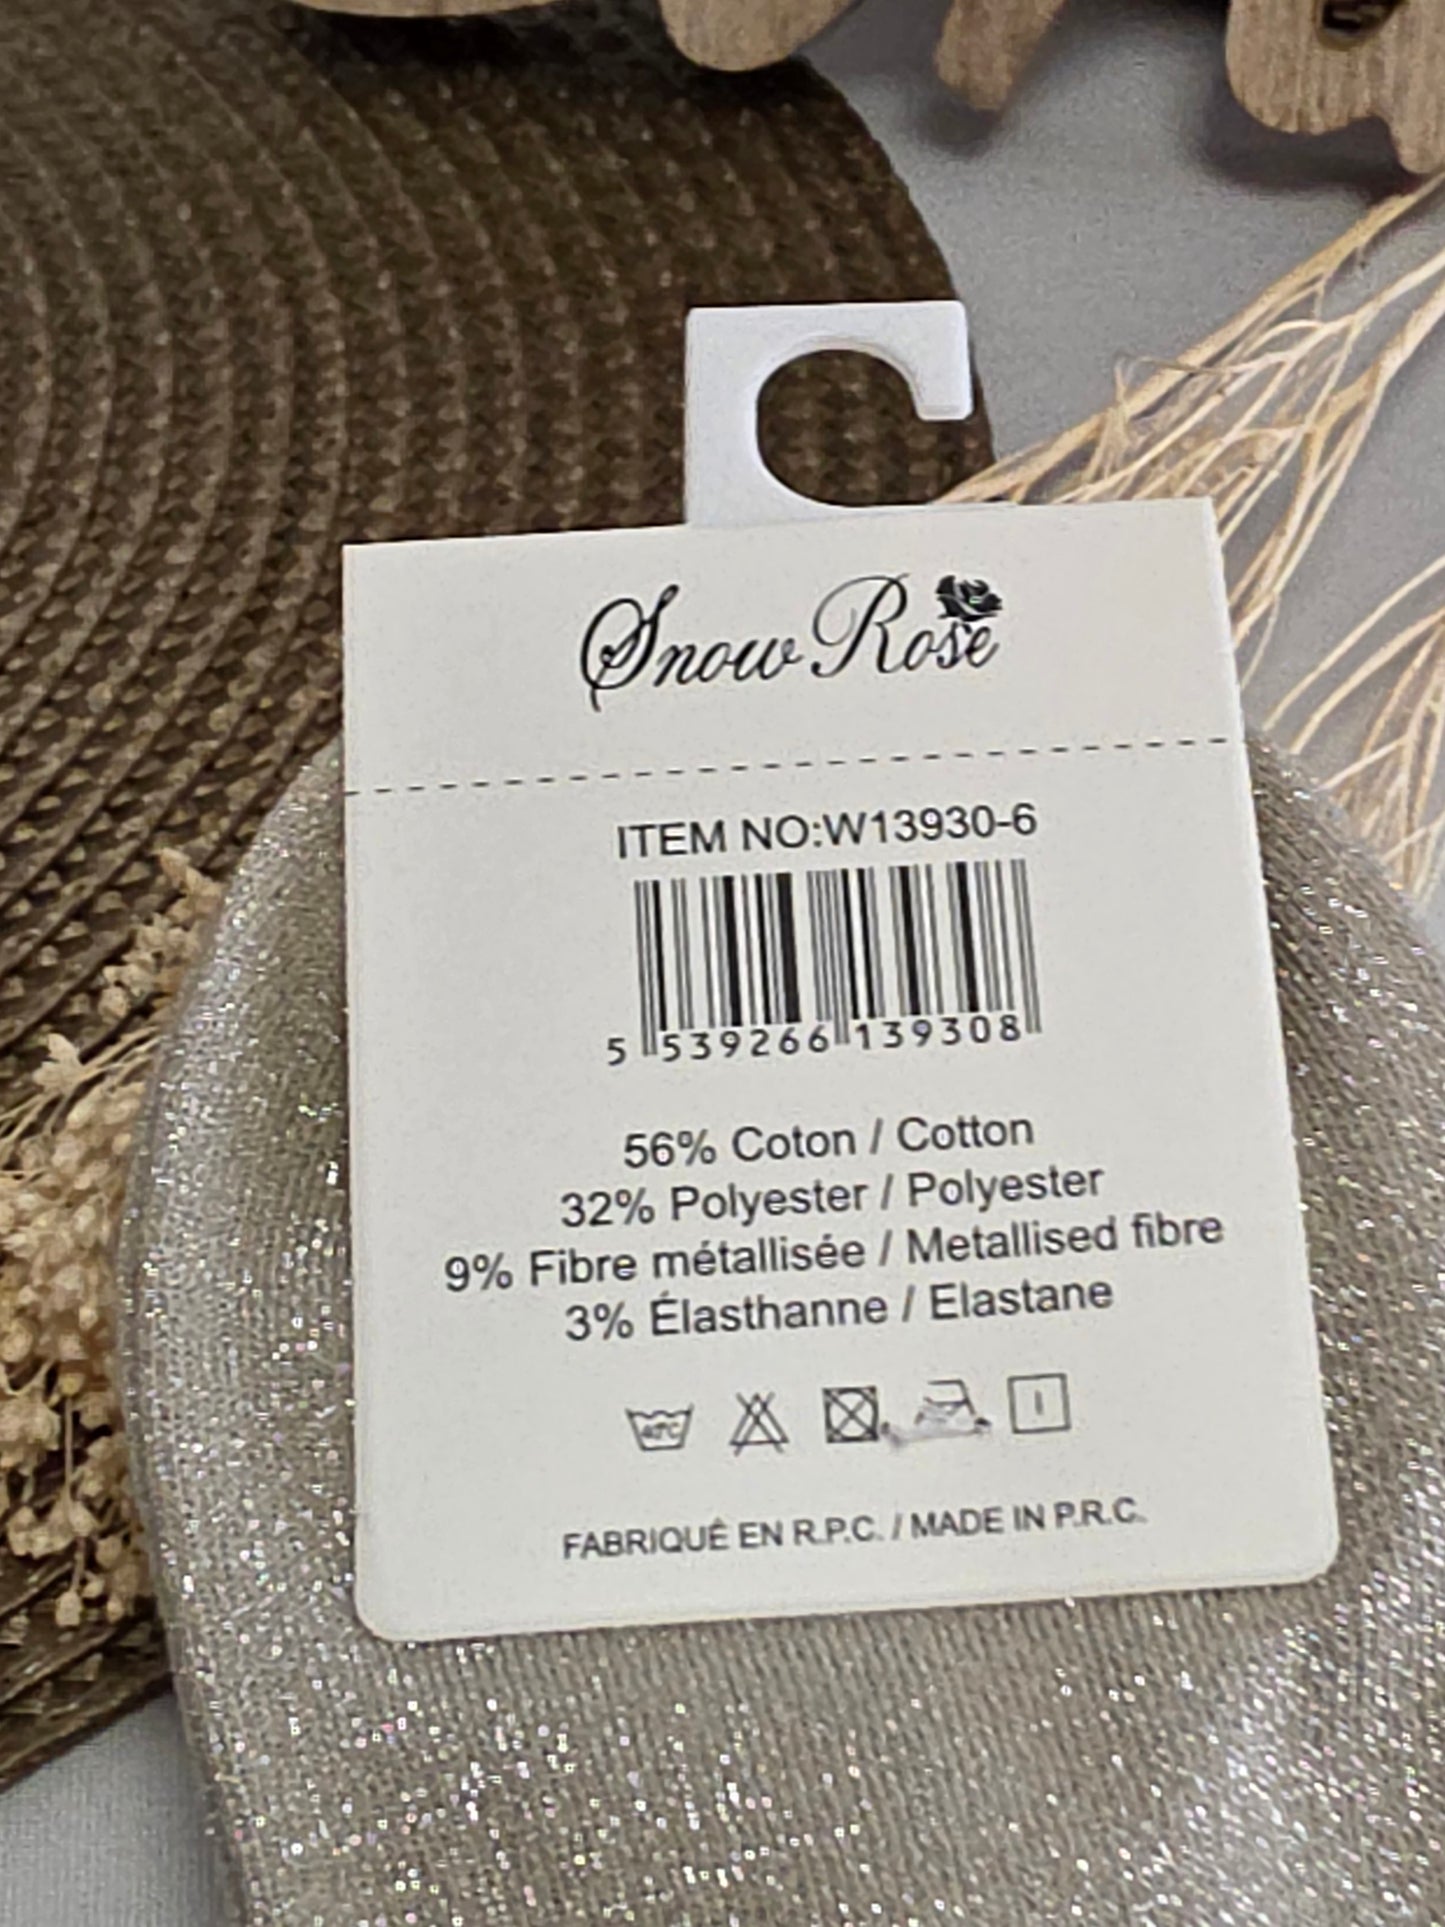 Snow Rose
ITEM NO:W13930-6
5 539266 139308
56% Coton / Cotton
32% Polyester / Polyester
9% Fibre métallisée / Metallised fibre
3% Élasthanne / Elastane
40°C
FABRIQUÉ EN R.P.C. / MADE IN P.R.C.